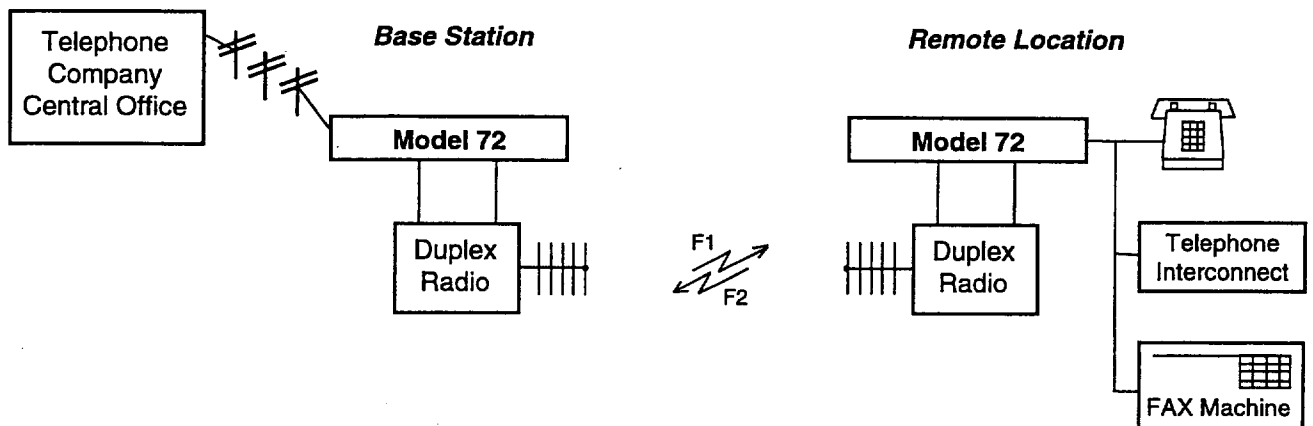 Telephone
Company
Central Office
Base Station
Model 72
Duplex
Radio
F1
F2
Remote Location
Model 72
Duplex
Radio
Telephone
Interconnect
FAX Machine